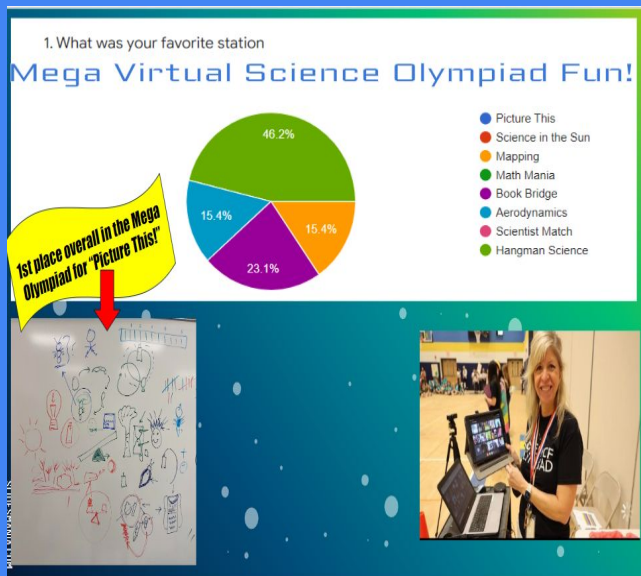 1. What was your favorite station
Mega Virtual Science Olympiad Fun!
46.2%
15.4%
15.4%
23.1%
Picture This
Science in the Sun
Mapping
Math Mania
Book Bridge
Aerodynamics
Scientist Match
Hangman Science
1st place overall in the Mega
Olympiad for "Picture This!"